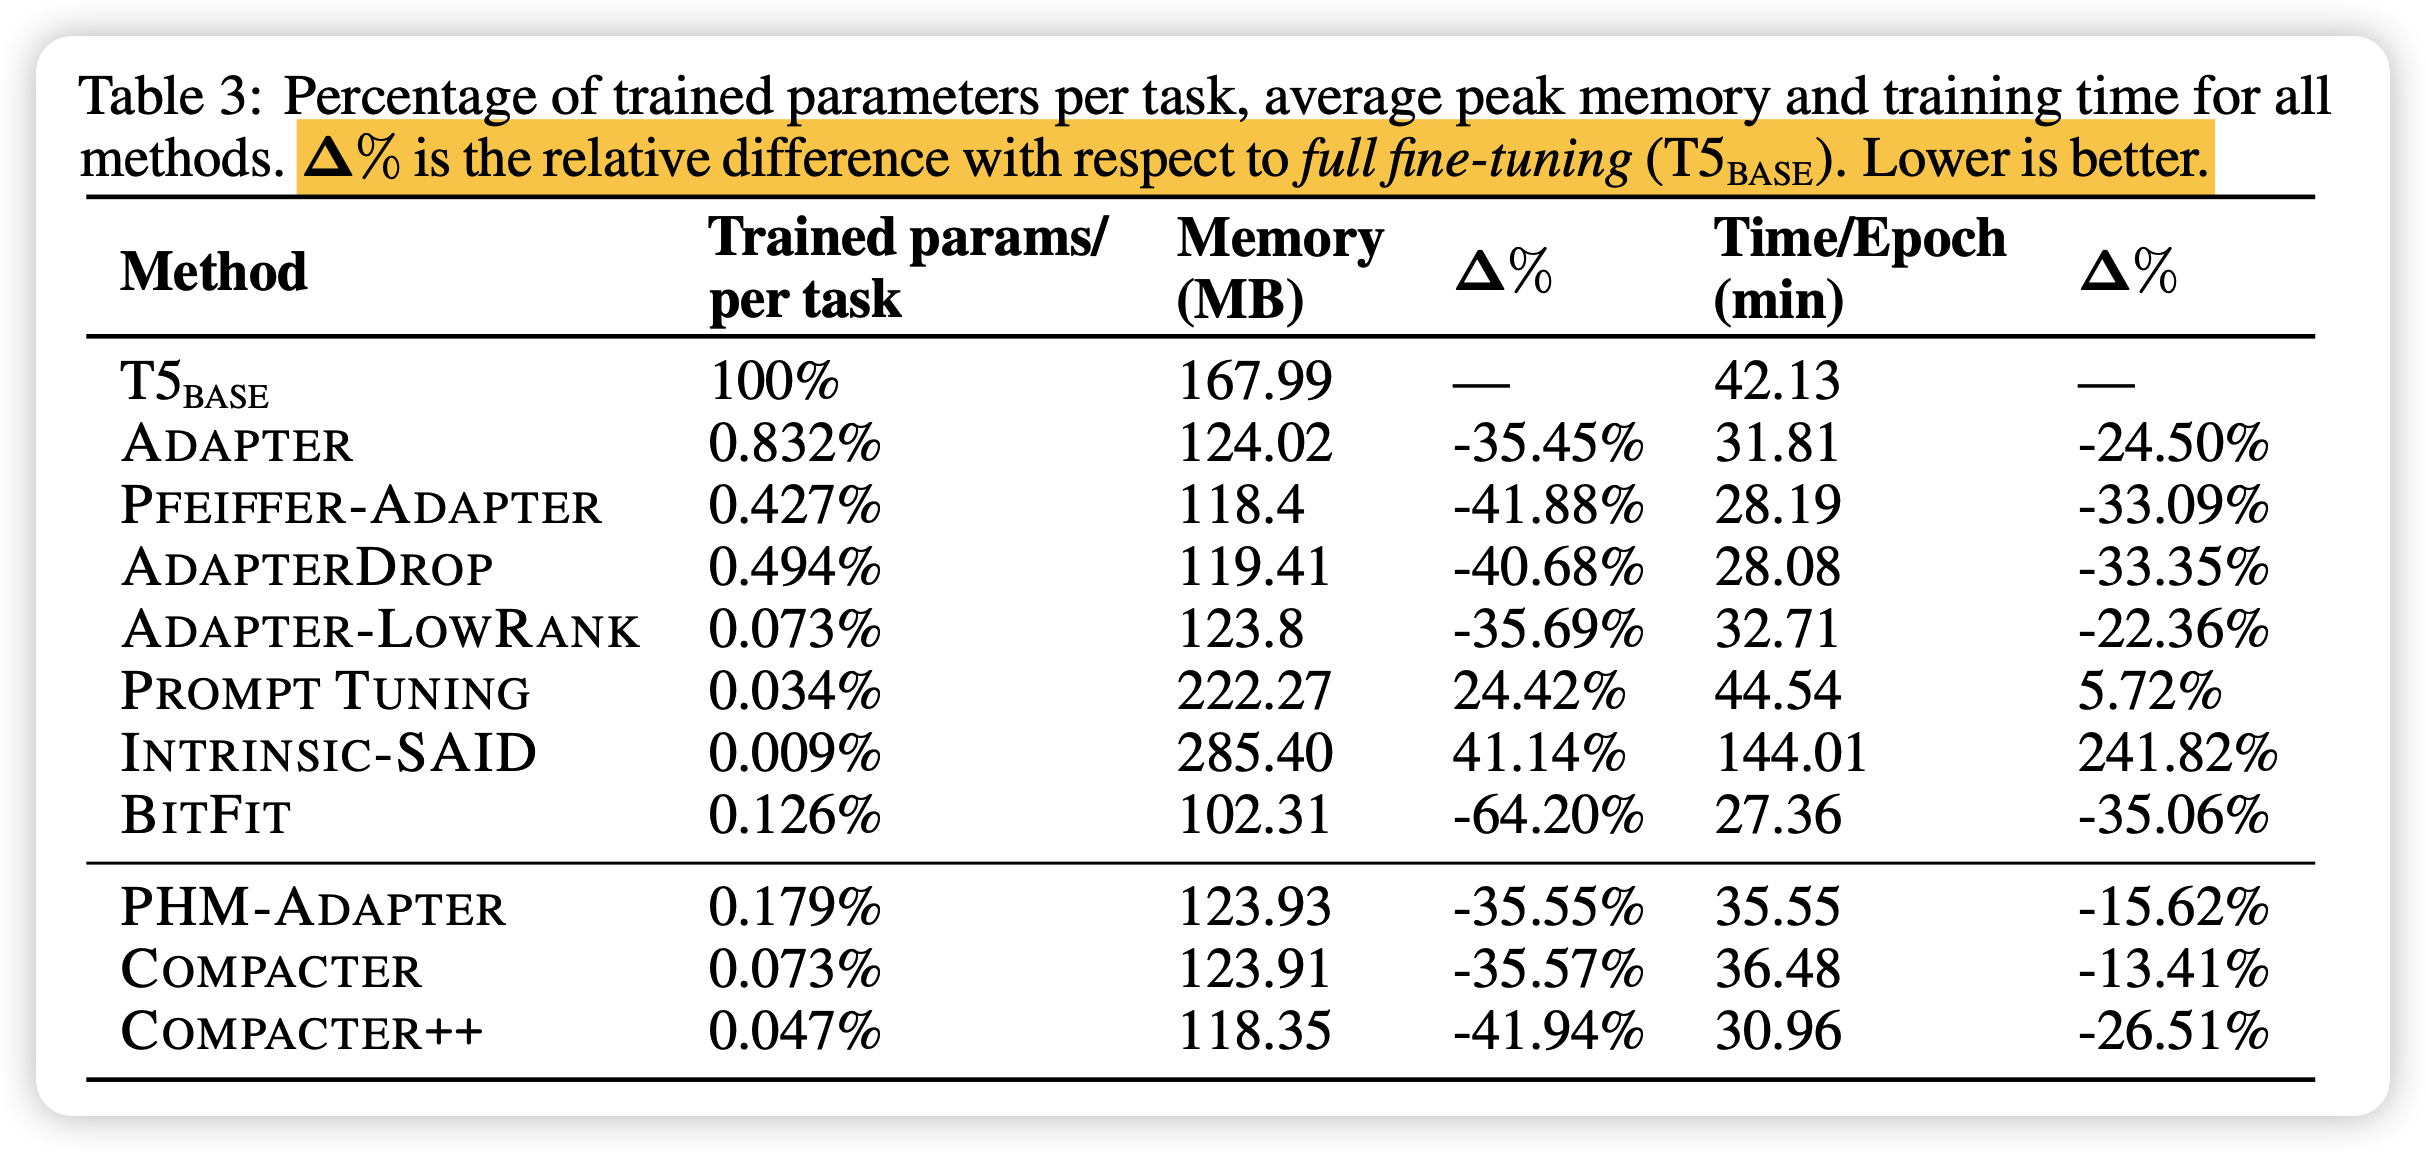 Table 3: Percentage of trained parameters per task, average peak memory and training time for all
methods. Δ% is the relative difference with respect to full fine-tuning (T5BASE). Lower is better.
Method Trained params/ per task Memory (MB) Δ% Time/Epoch (min) Δ%
T5BASE 100% 167.99 — 42.13 —
ADAPTER 0.832% 124.02 -35.45% 31.81 -24.50%
PFEIFFER-ADAPTER 0.427% 118.4 -41.88% 28.19 -33.09%
ADAPTERDROP 0.494% 119.41 -40.68% 28.08 -33.35%
ADAPTER-LOWRANK 0.073% 123.8 -35.69% 32.71 -22.36%
PROMPT TUNING 0.034% 222.27 24.42% 44.54 5.72%
INTRINSIC-SAID 0.009% 285.40 41.14% 144.01 241.82%
BITFIT 0.126% 102.31 -64.20% 27.36 -35.06%
PHM-ADAPTER 0.179% 123.93 -35.55% 35.55 -15.62%
COMPACTER 0.073% 123.91 -35.57% 36.48 -13.41%
COMPACTER++ 0.047% 118.35 -41.94% 30.96 -26.51%